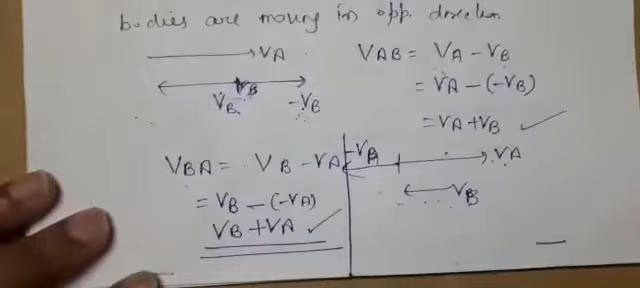 bodies are moving in opp. direction
VA
VB
VB
-VB
VAB = VA - VB
= VA - (-VB)
= VA + VB ✓
VBA = VB - VA
= VB - (-VA)
VB + VA ✓
-VA
VA
VB